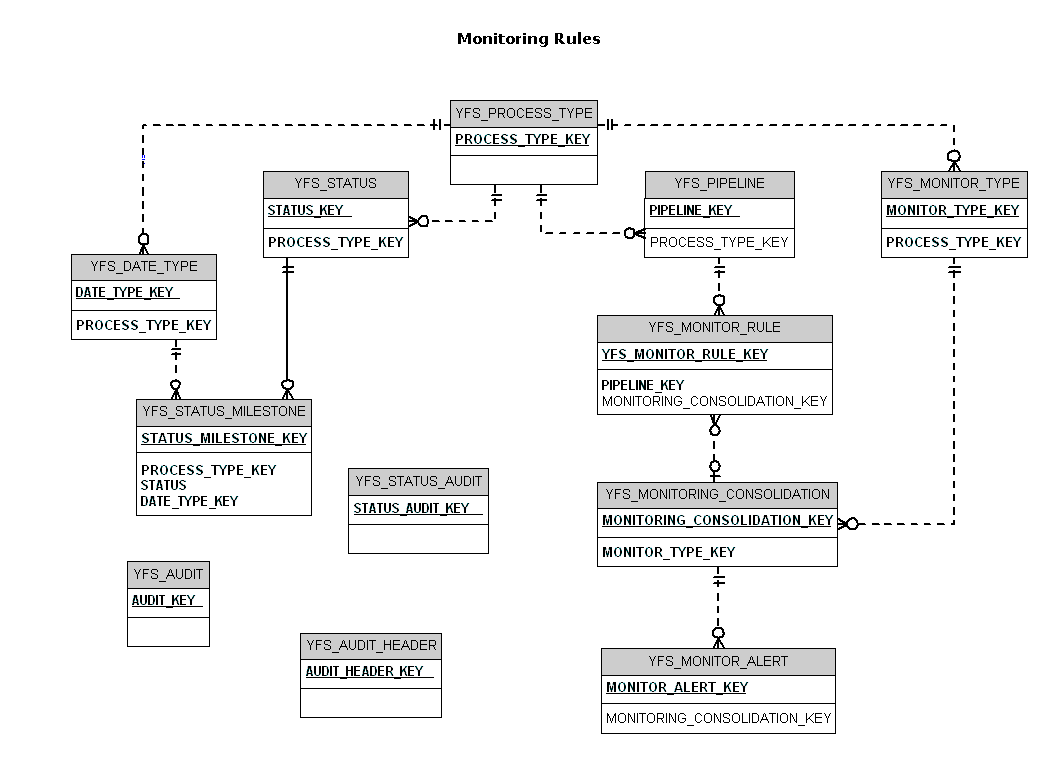 Monitoring Rules
YFS_PROCESS_TYPE
PROCESS_TYPE_KEY
YFS_STATUS
STATUS_KEY
PROCESS_TYPE_KEY
YFS_PIPELINE
PIPELINE_KEY
PROCESS_TYPE_KEY
YFS_MONITOR_TYPE
MONITOR_TYPE_KEY
PROCESS_TYPE_KEY
YFS_DATE_TYPE
DATE_TYPE_KEY
PROCESS_TYPE_KEY
YFS_MONITOR_RULE
YFS_MONITOR_RULE_KEY
PIPELINE_KEY
MONITORING_CONSOLIDATION_KEY
YFS_STATUS_MILESTONE
STATUS_MILESTONE_KEY
PROCESS_TYPE_KEY
STATUS
DATE_TYPE_KEY
YFS_STATUS_AUDIT
STATUS_AUDIT_KEY
YFS_MONITORING_CONSOLIDATION
MONITORING_CONSOLIDATION_KEY
MONITOR_TYPE_KEY
YFS_AUDIT
AUDIT_KEY
YFS_AUDIT_HEADER
AUDIT_HEADER_KEY
YFS_MONITOR_ALERT
MONITOR_ALERT_KEY
MONITORING_CONSOLIDATION_KEY